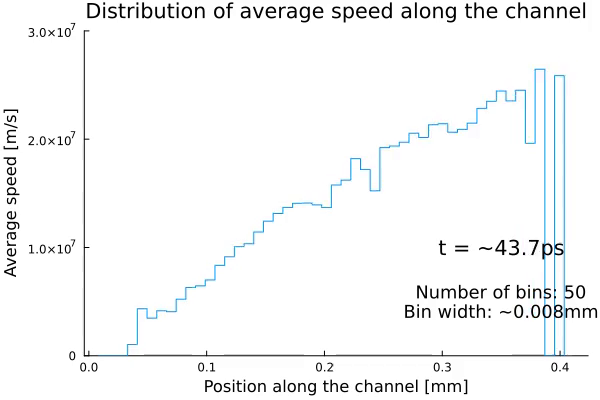 Distribution of average speed along the channel
3.0×10⁷
2.0×10⁷
1.0×10⁷
0
Average speed [m/s]
t = ~43.7ps
Number of bins: 50
Bin width: ~0.008mm
0.0 0.1 0.2 0.3 0.4
Position along the channel [mm]